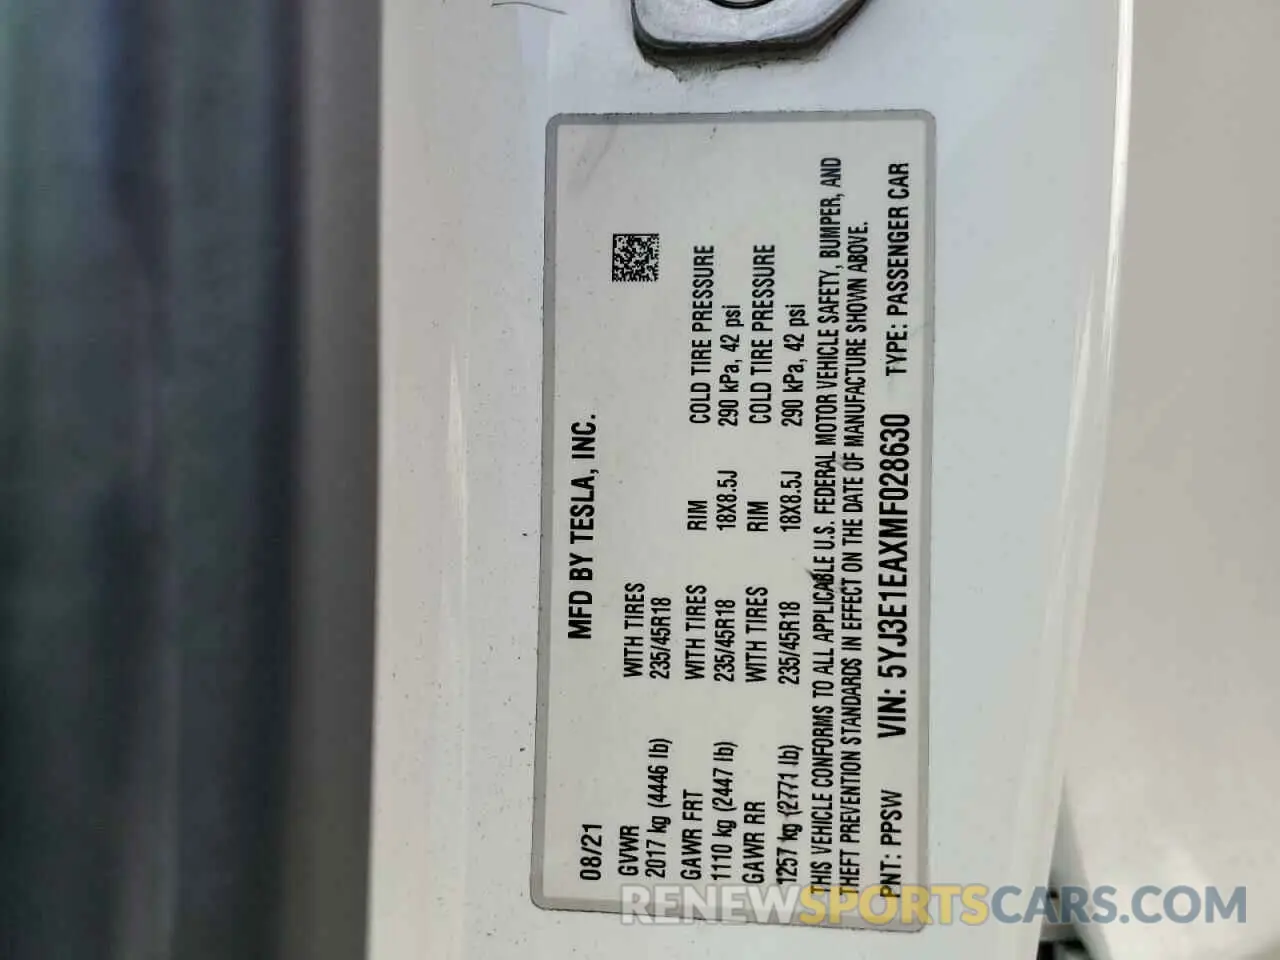 MFD BY TESLA, INC.
08/21
GVWR
2017 kg (4446 lb)
WITH TIRES
235/45R18
GAWR FRT
1110 kg (2447 lb)
WITH TIRES
235/45R18
RIM
18X8.5J
COLD TIRE PRESSURE
290 kPa, 42 psi
GAWR RR
1257 kg (2771 lb)
WITH TIRES
235/45R18
RIM
18X8.5J
COLD TIRE PRESSURE
290 kPa, 42 psi
THIS VEHICLE CONFORMS TO ALL APPLICABLE U.S. FEDERAL MOTOR VEHICLE SAFETY, BUMPER, AND
THEFT PREVENTION STANDARDS IN EFFECT ON THE DATE OF MANUFACTURE SHOWN ABOVE.
PNT: PPSW VIN: 5YJ3E1EAXMF028630 TYPE: PASSENGER CAR
RENEWSPORTSCARS.COM